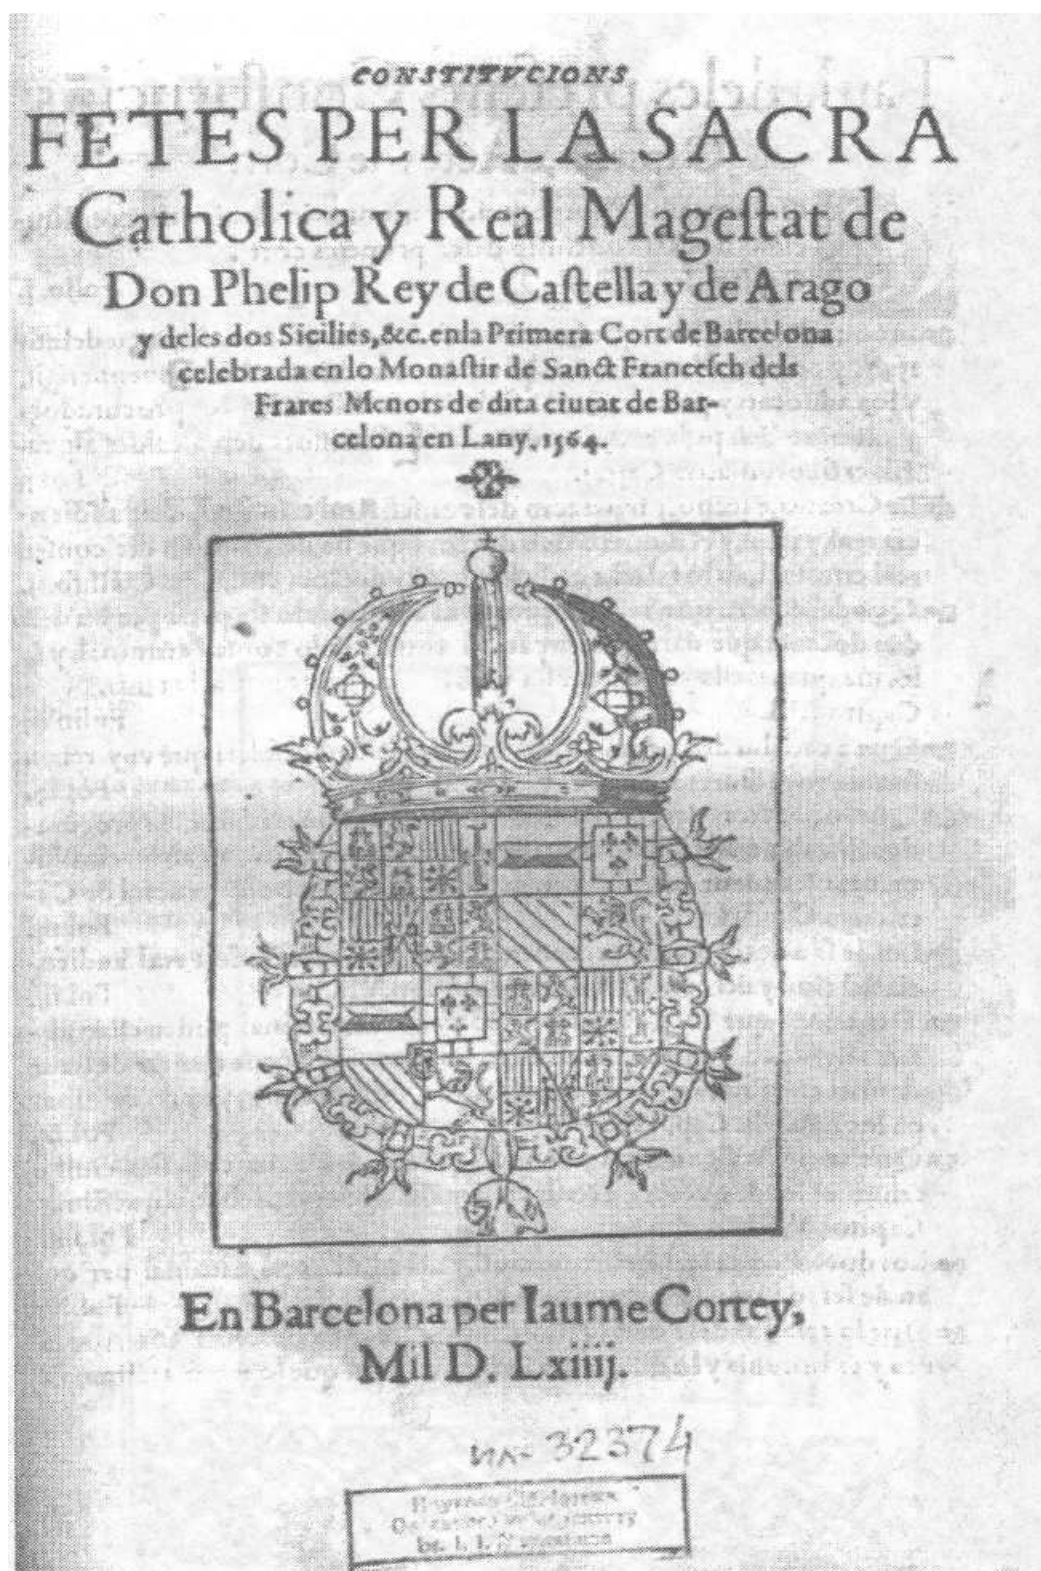 CONSTITVCIONS
FETES PER LA SACRA
Catholica y Real Mageſtat de
Don Phelip Rey de Caſtella y de Arago
y deles dos Sicilies, &c. enla Primera Cort de Barcelona
celebrada en lo Monaſtir de Sanct Franceſch dels
Frares Menors de dita ciutat de Bar-
celona en Lany. 1564.
En Barcelona per Iaume Cortey,
Mil D. Lxiiij.
32374